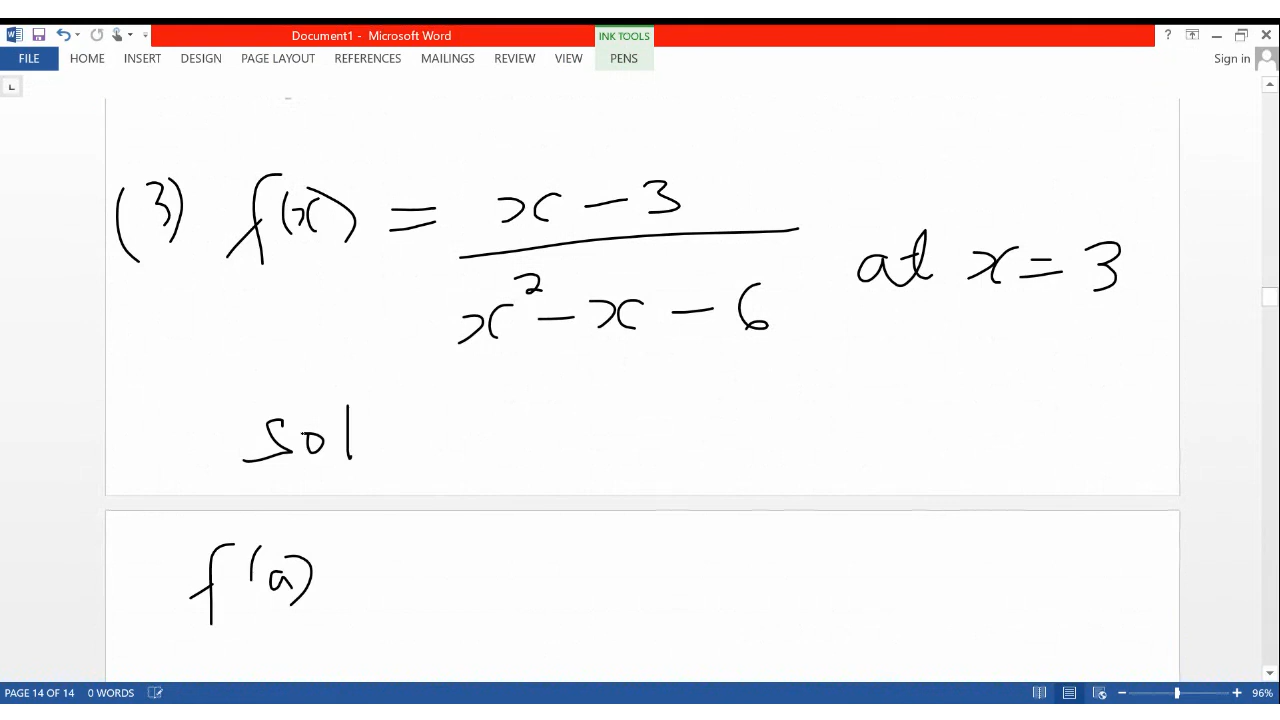 Document1 - Microsoft Word
INK TOOLS
?
FILE HOME INSERT DESIGN PAGE LAYOUT REFERENCES MAILINGS REVIEW VIEW PENS
Sign in
(3) f(x) = x - 3
x² - x - 6
at x = 3
sol
f(a)
PAGE 14 OF 14 0 WORDS
96%